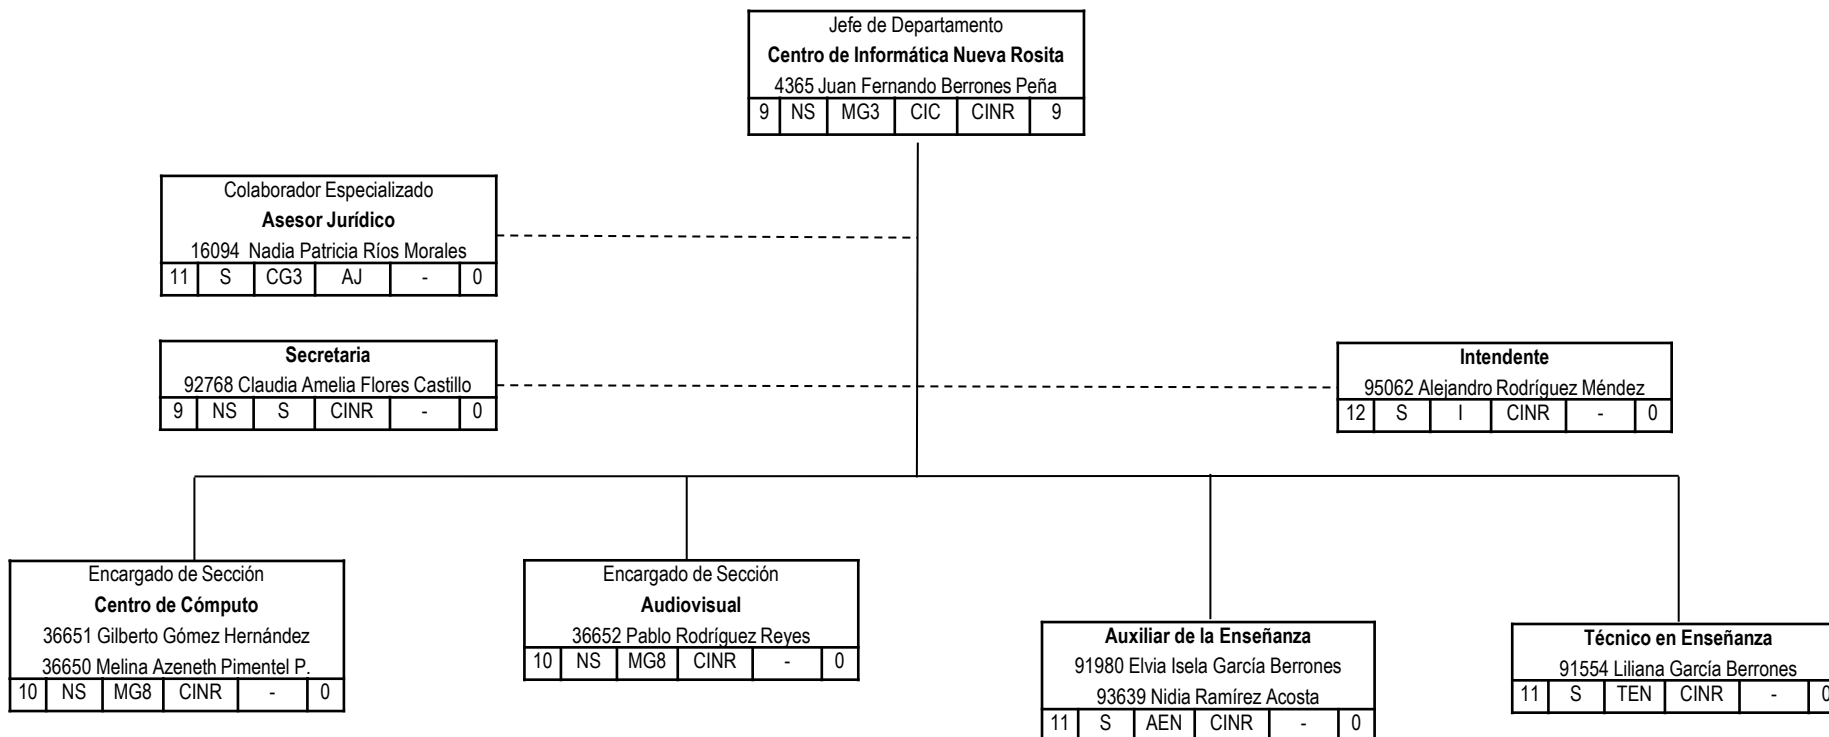 Jefe de Departamento
Centro de Informática Nueva Rosita
4365 Juan Fernando Berrones Peña
9 NS MG3 CIC CINR 9
Colaborador Especializado
Asesor Jurídico
16094 Nadia Patricia Ríos Morales
11 S CG3 AJ - 0
Secretaria
92768 Claudia Amelia Flores Castillo
9 NS S CINR - 0
Intendente
95062 Alejandro Rodríguez Méndez
12 S I CINR - 0
Encargado de Sección
Centro de Cómputo
36651 Gilberto Gómez Hernández
36650 Melina Azeneth Pimentel P.
10 NS MG8 CINR - 0
Encargado de Sección
Audiovisual
36652 Pablo Rodríguez Reyes
10 NS MG8 CINR - 0
Auxiliar de la Enseñanza
91980 Elvia Isela García Berrones
93639 Nidia Ramírez Acosta
11 S AEN CINR - 0
Técnico en Enseñanza
91554 Liliana García Berrones
11 S TEN CINR - 0